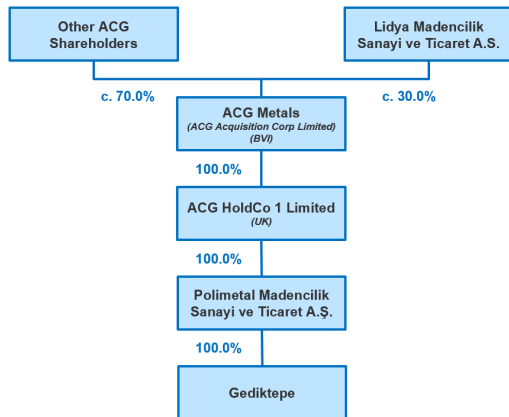 Other ACG
Shareholders
Lidya Madencilik
Sanayi ve Ticaret A.S.
c. 70.0%
c. 30.0%
ACG Metals
(ACG Acquisition Corp Limited)
(BVI)
100.0%
ACG HoldCo 1 Limited
(UK)
100.0%
Polimetal Madencilik
Sanayi ve Ticaret A.Ş.
100.0%
Gediktepe